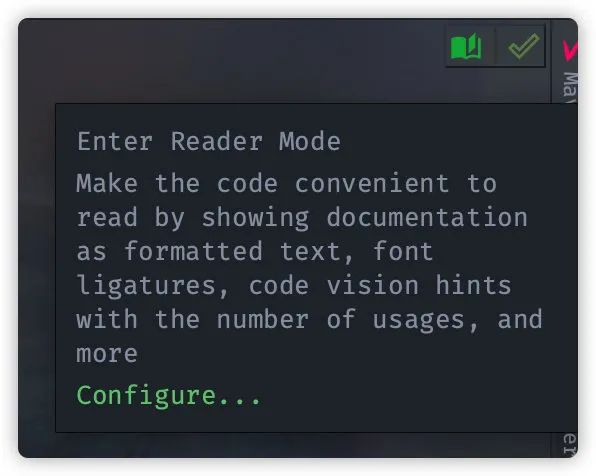 Enter Reader Mode
Make the code convenient to
read by showing documentation
as formatted text, font
ligatures, code vision hints
with the number of usages, and
more
Configure...